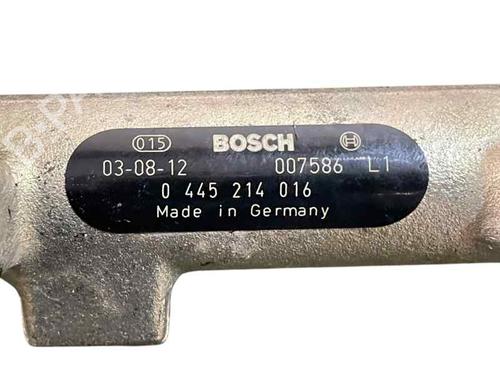 015 BOSCH
03-08-12 007586 L1
0 445 214 016
Made in Germany